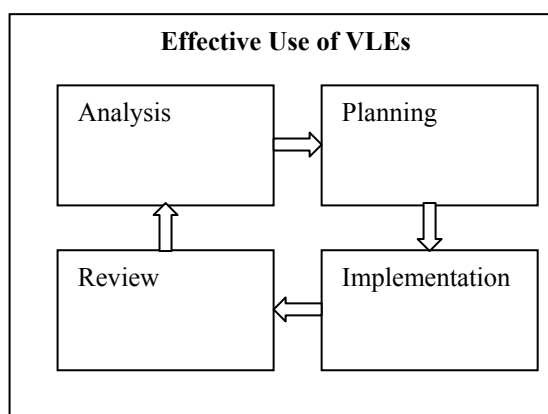 Effective Use of VLEs
Analysis
Planning
Review
Implementation